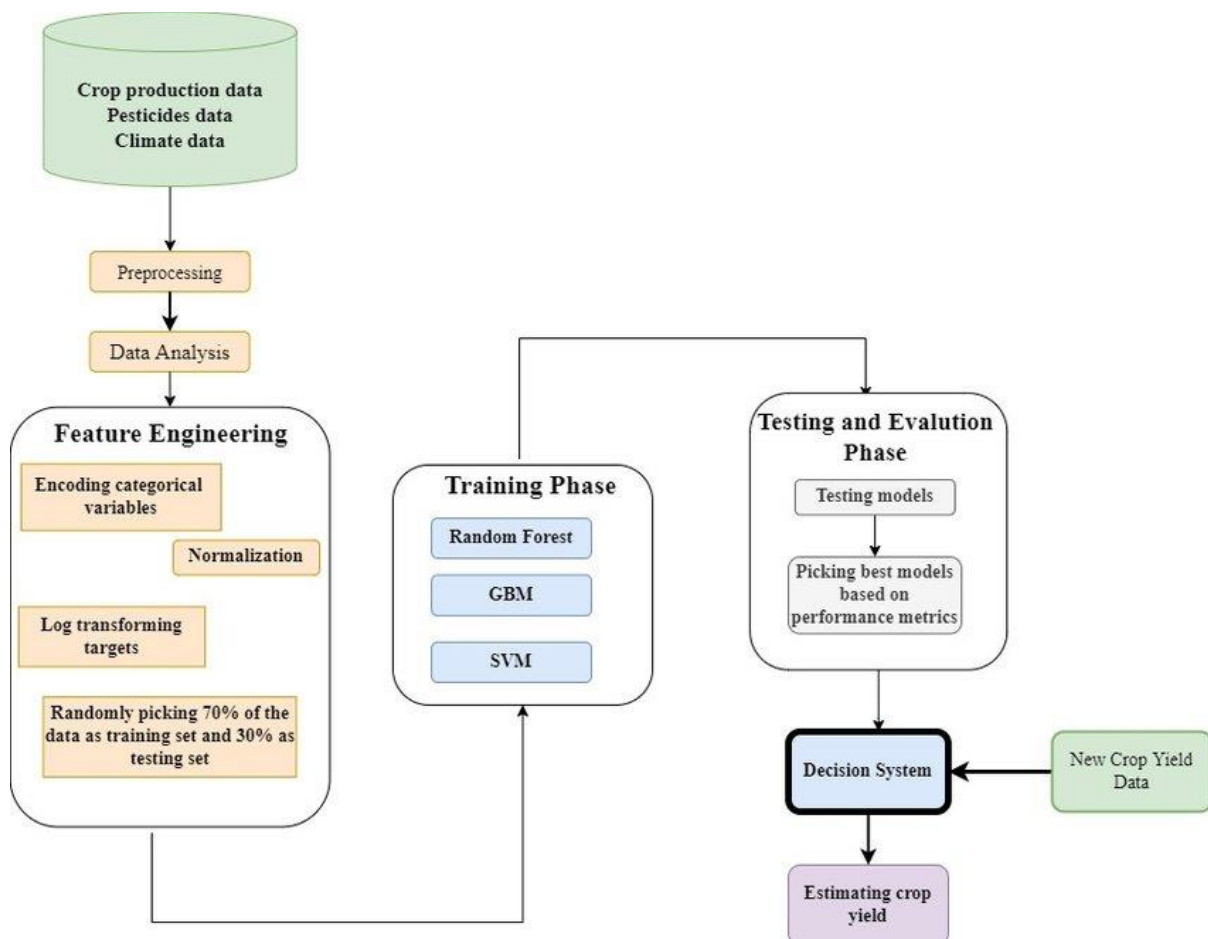 Crop production data
Pesticides data
Climate data
Preprocessing
Data Analysis
Feature Engineering
Encoding categorical
variables
Normalization
Log transforming
targets
Randomly picking 70% of the
data as training set and 30% as
testing set
Training Phase
Random Forest
GBM
SVM
Testing and Evalution
Phase
Testing models
Picking best models
based on
performance metrics
Decision System
New Crop Yield
Data
Estimating crop
yield